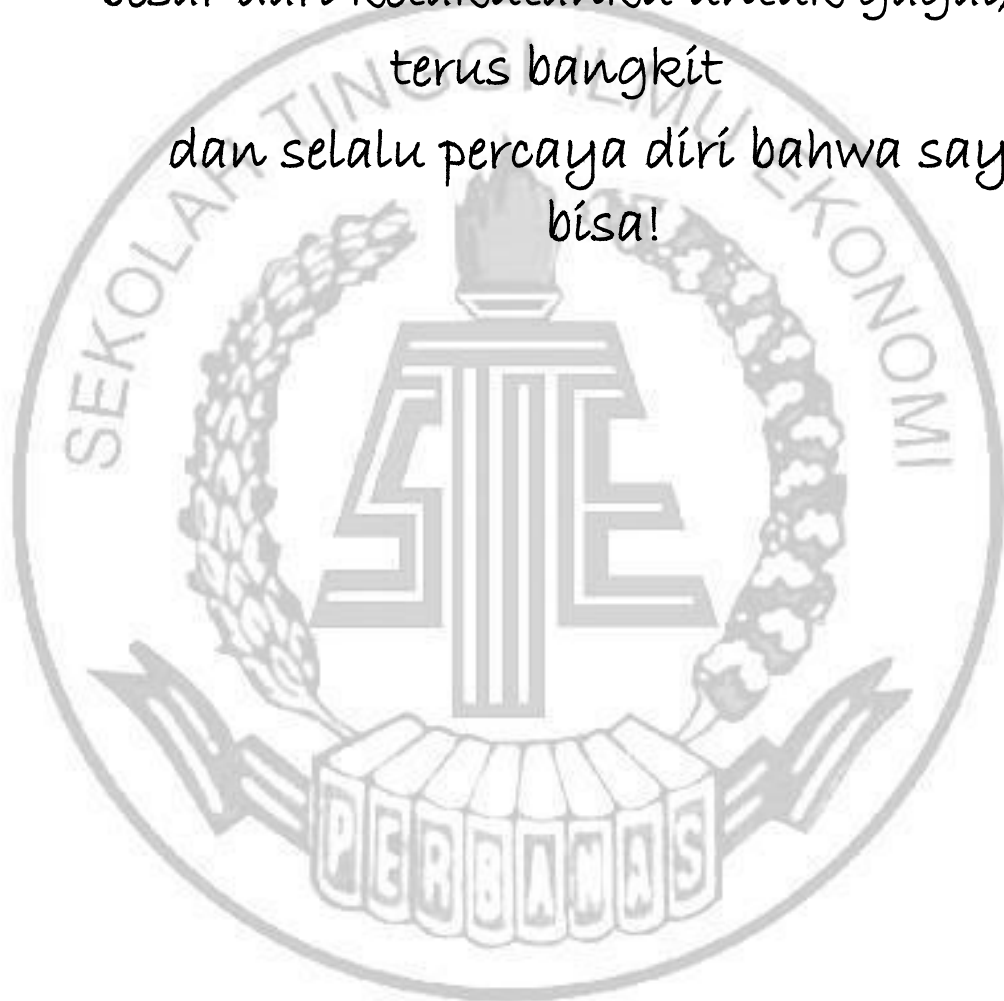 terus bangkit
dan selalu percaya diri bahwa say
bisa!
SEKOLAH TINGGI ILMU EKONOMI
STIE
PERBANAS